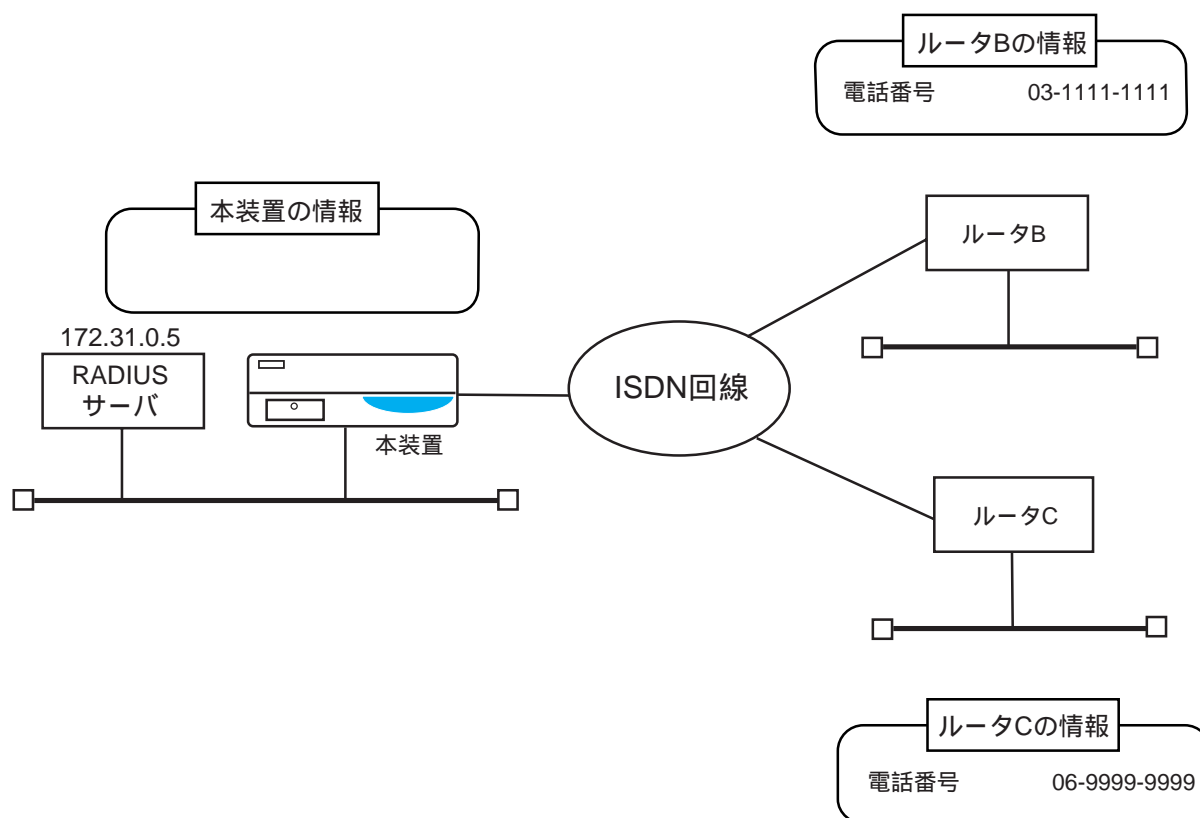 ルータBの情報
電話番号 03-1111-1111
本装置の情報
ルータB
172.31.0.5
RADIUS
サーバ
ISDN回線
本装置
ルータC
ルータCの情報
電話番号 06-9999-9999